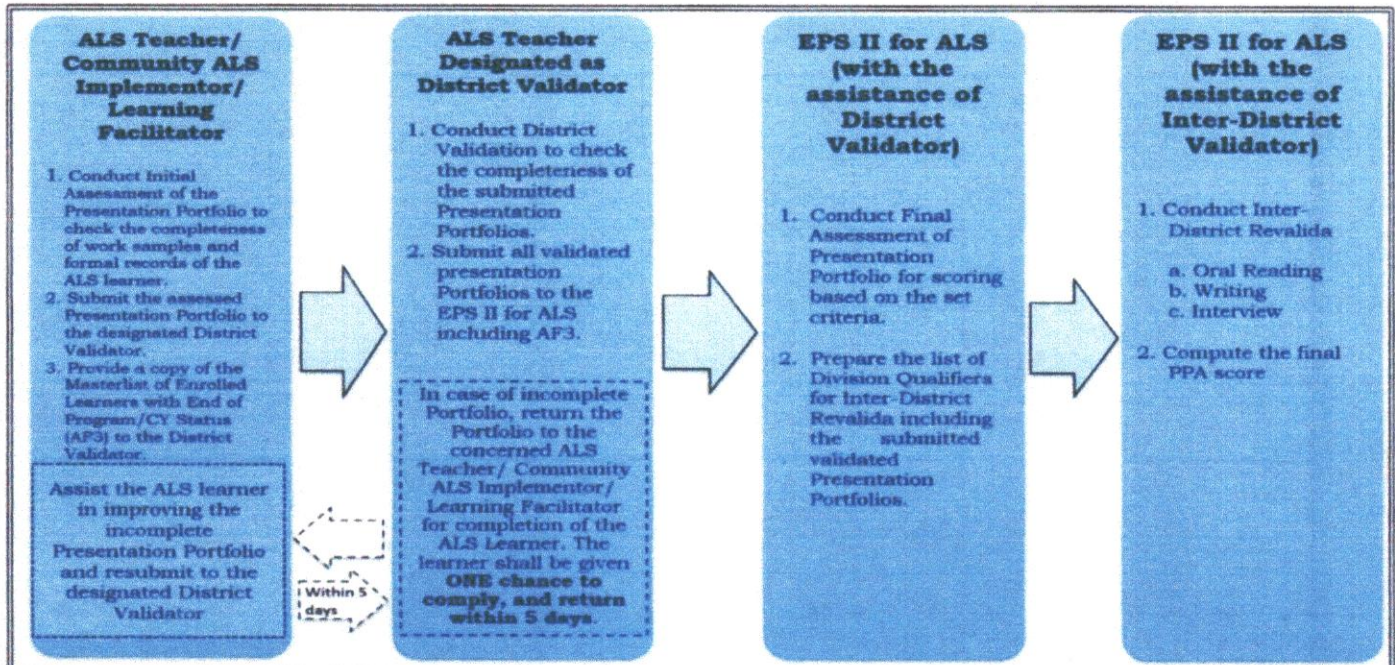 ALS Teacher/
Community ALS
Implementor/
Learning
Facilitator
1. Conduct Initial
Assessment of the
Presentation Portfolio to
check the completeness
of work samples and
formal records of the
ALS learner.
2. Submit the assessed
Presentation Portfolio to
the designated District
Validator.
3. Provide a copy of the
Masterlist of Enrolled
Learners with End of
Program/CY Status
(AF3) to the District
Validator.
Assist the ALS learner
in improving the
incomplete
Presentation Portfolio
and resubmit to the
designated District
Validator
Within 5
days
ALS Teacher
Designated as
District Validator
1. Conduct District
Validation to check
the completeness of
the submitted
Presentation
Portfolios.
2. Submit all validated
presentation
Portfolios to the
EPS II for ALS
including AF3.
In case of incomplete
Portfolio, return the
Portfolio to the
concerned ALS
Teacher/ Community
ALS Implementor/
Learning Facilitator
for completion of the
ALS Learner. The
learner shall be given
ONE chance to
comply, and return
within 5 days.
EPS II for ALS
(with the
assistance of
District
Validator)
1. Conduct Final
Assessment of
Presentation
Portfolio for scoring
based on the set
criteria.
2. Prepare the list of
Division Qualifiers
for Inter-District
Revalida including
the submitted
validated
Presentation
Portfolios.
EPS II for ALS
(with the
assistance of
Inter-District
Validator)
1. Conduct Inter-
District Revalida
a. Oral Reading
b. Writing
c. Interview
2. Compute the final
PPA score